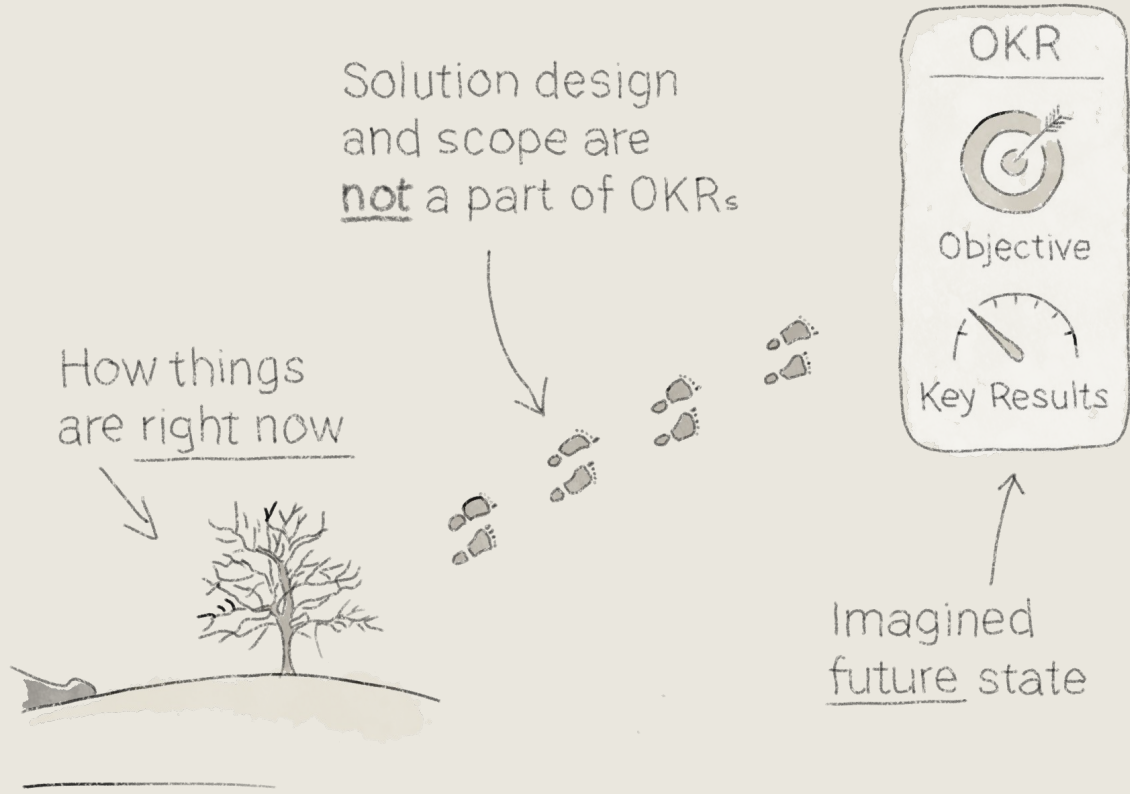 Solution design
and scope are
not a part of OKRs
How things
are right now
OKR
Objective
Key Results
Imagined
future state